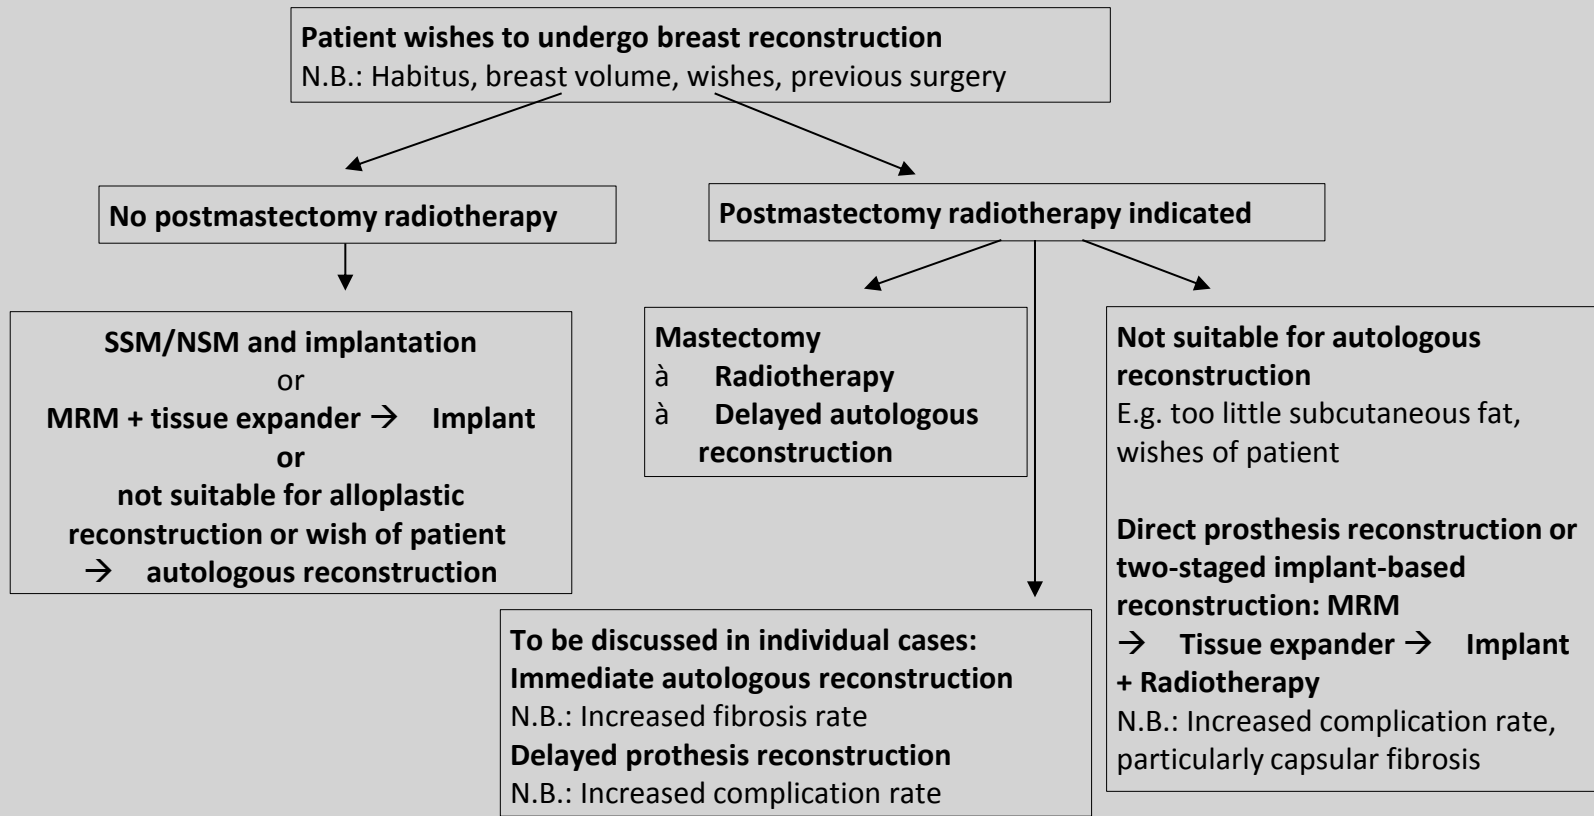 Patient wishes to undergo breast reconstruction
N.B.: Habitus, breast volume, wishes, previous surgery
No postmastectomy radiotherapy
Postmastectomy radiotherapy indicated
SSM/NSM and implantation
or
MRM + tissue expander → Implant
or
not suitable for alloplastic
reconstruction or wish of patient
→ autologous reconstruction
Mastectomy
à Radiotherapy
à Delayed autologous
reconstruction
Not suitable for autologous
reconstruction
E.g. too little subcutaneous fat,
wishes of patient
Direct prosthesis reconstruction or
two-staged implant-based
reconstruction: MRM
→ Tissue expander → Implant
+ Radiotherapy
N.B.: Increased complication rate,
particularly capsular fibrosis
To be discussed in individual cases:
Immediate autologous reconstruction
N.B.: Increased fibrosis rate
Delayed prothesis reconstruction
N.B.: Increased complication rate